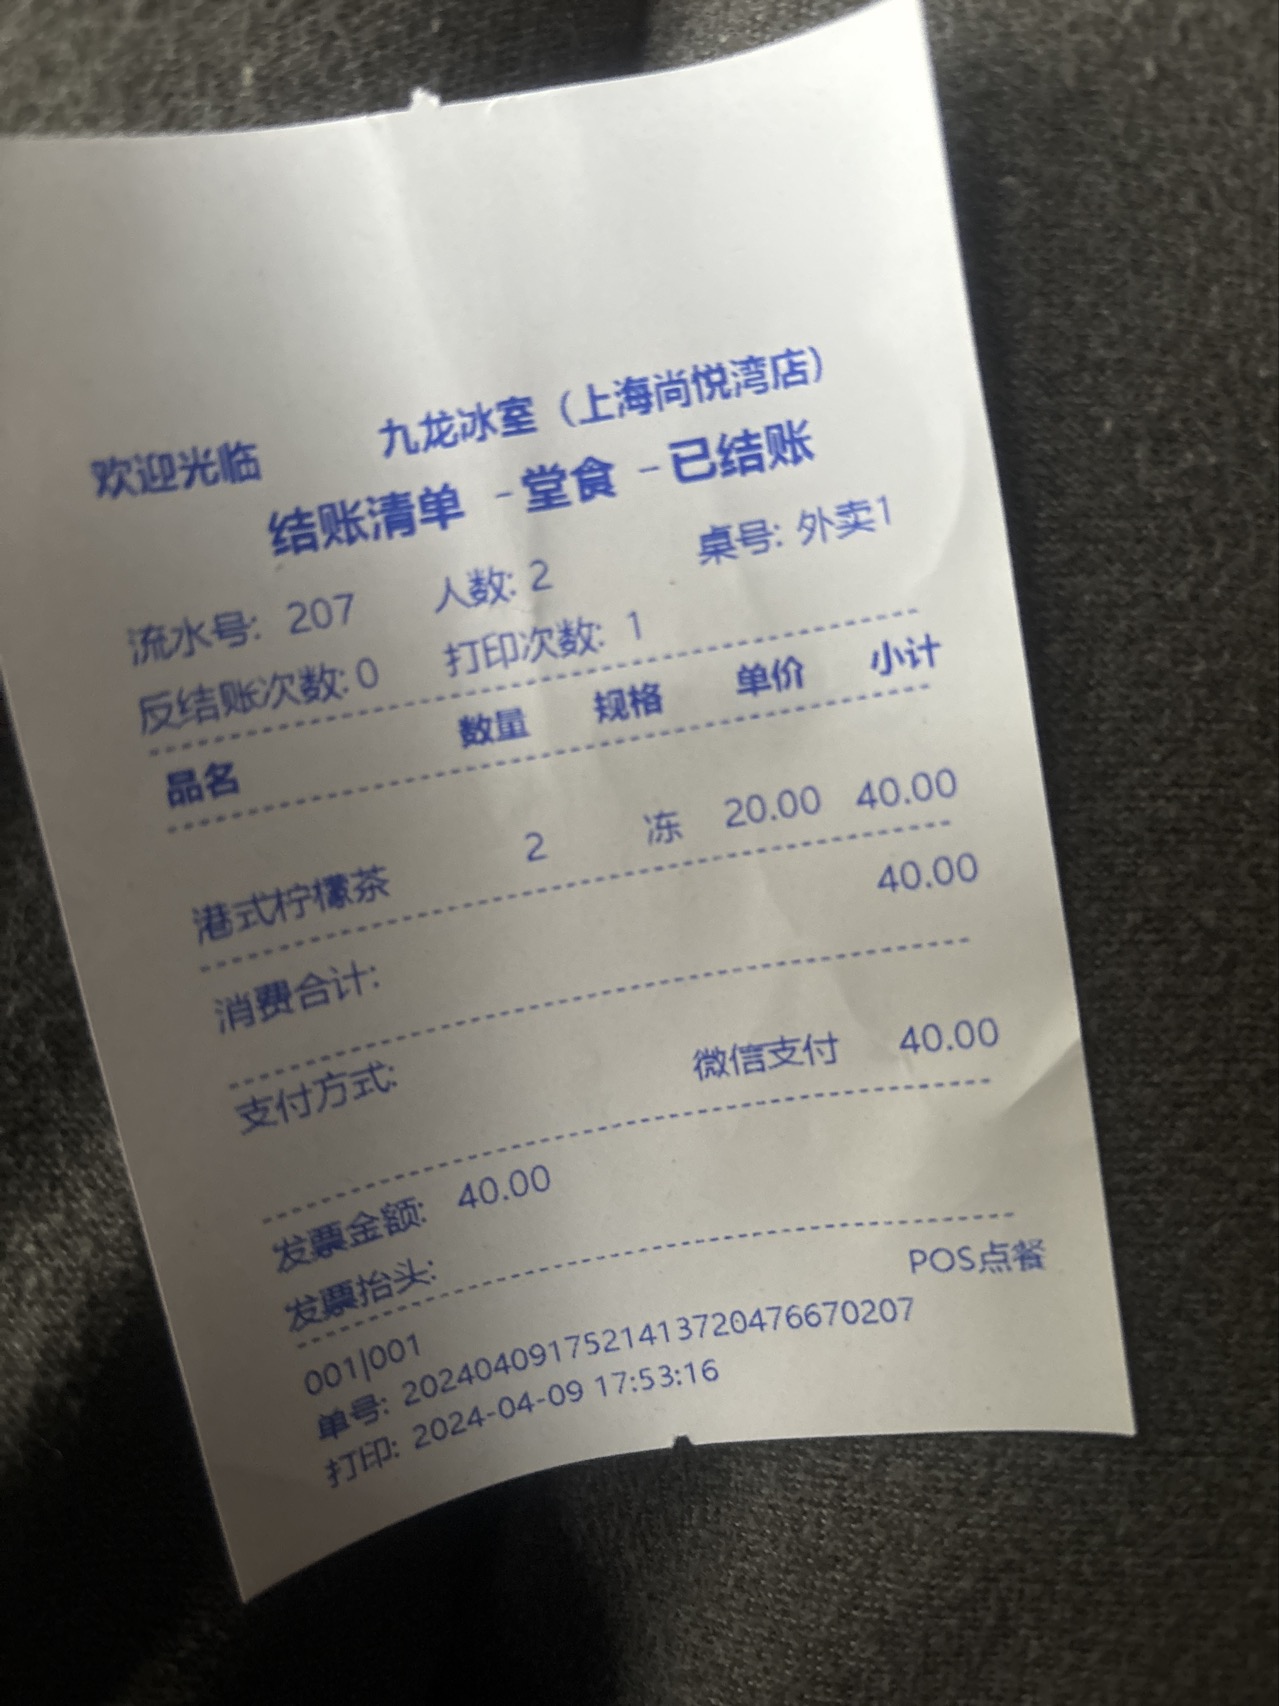 欢迎光临 九龙冰室（上海尚悦湾店）
结账清单 -堂食 -已结账
流水号: 207 人数: 2 桌号: 外卖1
反结账次数: 0 打印次数: 1
品名 数量 规格 单价 小计
港式柠檬茶 2 冻 20.00 40.00
消费合计: 40.00
支付方式: 微信支付 40.00
发票金额: 40.00
发票抬头:
001|001 POS点餐
单号: 2024040917521413720476670207
打印: 2024-04-09 17:53:16